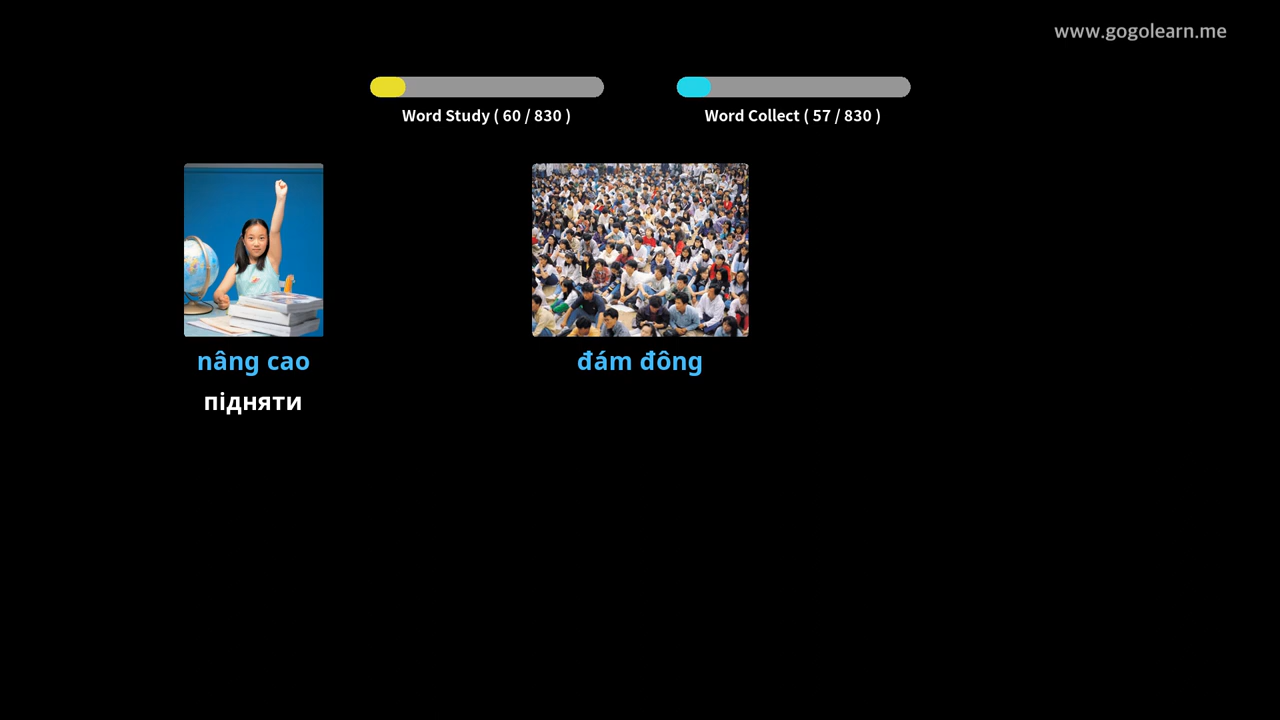 www.gogolearn.me
Word Study ( 60 / 830 )
Word Collect ( 57 / 830 )
nâng cao
підняти
đám đông